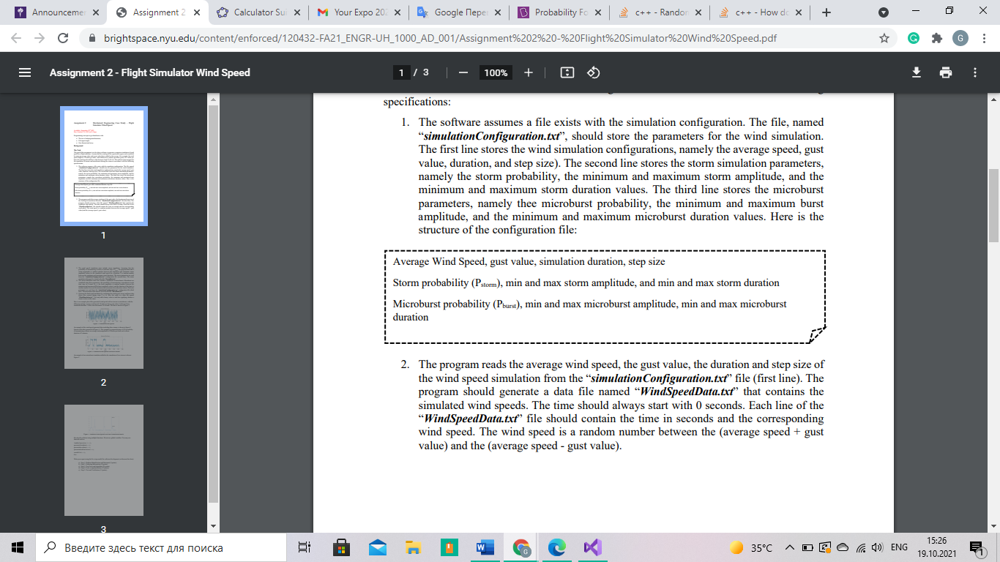 Announcemen
Assignment 2
Calculator Sui
Your Expo 202
Google Пере
Probability Fo
c++ - Random
c++ - How do
brightspace.nyu.edu/content/enforced/120432-FA21_ENGR-UH_1000_AD_001/Assignment%202%20-%20Flight%20Simulator%20Wind%20Speed.pdf
G
Assignment 2 - Flight Simulator Wind Speed
1 / 3
100%
1
2
3
specifications:
1. The software assumes a file exists with the simulation configuration. The file, named
“simulationConfiguration.txt”, should store the parameters for the wind simulation.
The first line stores the wind simulation configurations, namely the average speed, gust
value, duration, and step size). The second line stores the storm simulation parameters,
namely the storm probability, the minimum and maximum storm amplitude, and the
minimum and maximum storm duration values. The third line stores the microburst
parameters, namely thee microburst probability, the minimum and maximum burst
amplitude, and the minimum and maximum microburst duration values. Here is the
structure of the configuration file:
Average Wind Speed, gust value, simulation duration, step size
Storm probability (Pstorm), min and max storm amplitude, and min and max storm duration
Microburst probability (Pburst), min and max microburst amplitude, min and max microburst
duration
2. The program reads the average wind speed, the gust value, the duration and step size of
the wind speed simulation from the “simulationConfiguration.txt” file (first line). The
program should generate a data file named “WindSpeedData.txt” that contains the
simulated wind speeds. The time should always start with 0 seconds. Each line of the
“WindSpeedData.txt” file should contain the time in seconds and the corresponding
wind speed. The wind speed is a random number between the (average speed + gust
value) and the (average speed - gust value).
Введите здесь текст для поиска
35°C
ENG
15:26
19.10.2021
1